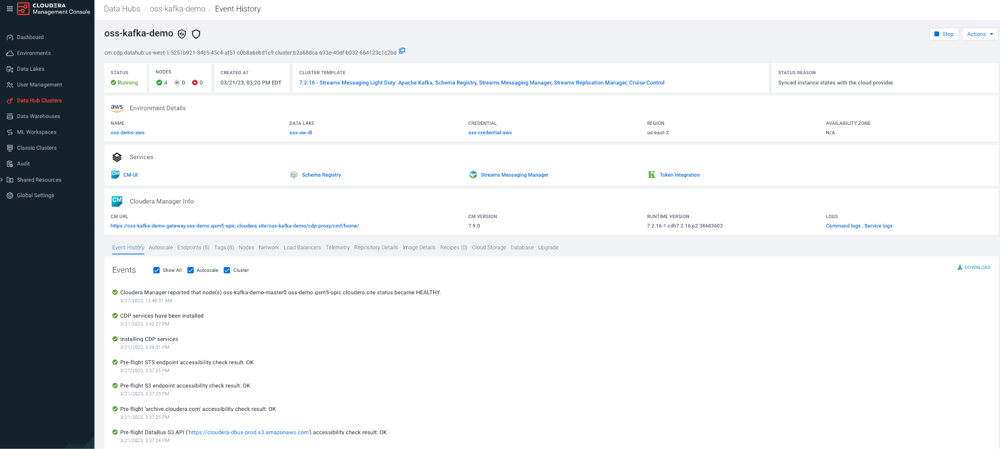 CLOUDERA
Management Console
Data Hubs / oss-kafka-demo / Event History
Dashboard
Environments
Data Lakes
User Management
Data Hub Clusters
Data Warehouses
ML Workspaces
Classic Clusters
Audit
Shared Resources
Global Settings
oss-kafka-demo
Stop
Actions
crn:cdp:datahub:us-west-1:5251b921-84c5-45c4-af51-c0b8a6ebd1c9:cluster:b2a68dca-693e-40df-b032-664123c1c2bd
STATUS
Running
NODES
4 0 0
CREATED AT
03/21/23, 03:20 PM EDT
CLUSTER TEMPLATE
7.2.16 - Streams Messaging Light Duty: Apache Kafka, Schema Registry, Streams Messaging Manager, Streams Replication Manager, Cruise Control
STATUS REASON
Synced instance states with the cloud provider.
aws Environment Details
NAME
oss-demo-aws
DATA LAKE
oss-aw-dl
CREDENTIAL
oss-credential-aws
REGION
us-east-2
AVAILABILITY ZONE
N/A
Services
CM CM-UI
Schema Registry
Streams Messaging Manager
Token Integration
CM Cloudera Manager Info
CM URL
https://oss-kafka-demo-gateway.oss-demo.qsm5-opic.cloudera.site/oss-kafka-demo/cdp-proxy/cmf/home/
CM VERSION
7.9.0
RUNTIME VERSION
7.2.16-1.cdh7.2.16.p2.38683602
LOGS
Command logs , Service logs
Event History Autoscale Endpoints (5) Tags (8) Nodes Network Load Balancers Telemetry Repository Details Image Details Recipes (0) Cloud Storage Database Upgrade
Events Show All Autoscale Cluster
DOWNLOAD
Cloudera Manager reported that node(s) oss-kafka-demo-master0.oss-demo.qsm5-opic.cloudera.site status became HEALTHY.
3/27/2023, 12:48:31 AM
CDP services have been installed
3/21/2023, 3:42:27 PM
Installing CDP services
3/21/2023, 3:38:01 PM
Pre-flight STS endpoint accessibility check result: OK
3/21/2023, 3:37:25 PM
Pre-flight S3 endpoint accessibility check result: OK
3/21/2023, 3:37:25 PM
Pre-flight 'archive.cloudera.com' accessibility check result: OK
3/21/2023, 3:37:25 PM
Pre-flight DataBus S3 API ('https://cloudera-dbus-prod.s3.amazonaws.com') accessibility check result: OK
3/21/2023, 3:37:24 PM